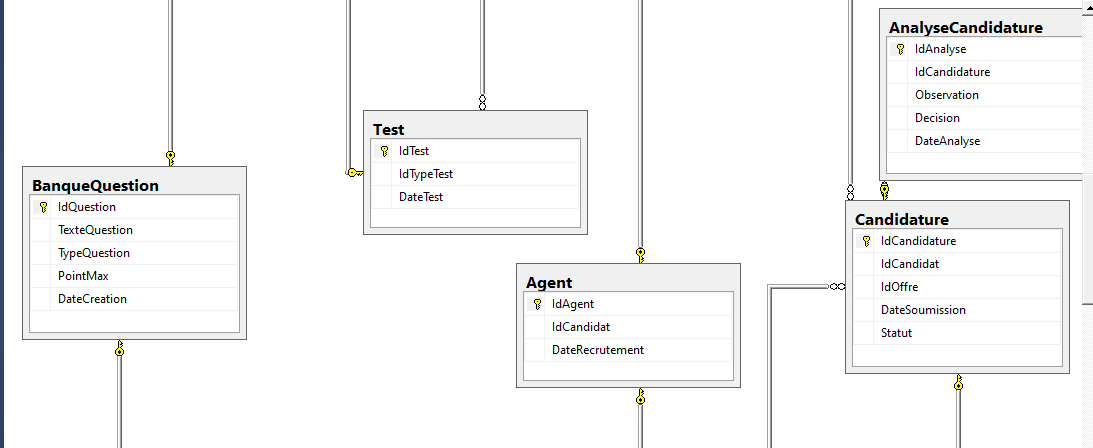 AnalyseCandidature
IdAnalyse
IdCandidature
Observation
Decision
DateAnalyse
Test
IdTest
IdTypeTest
DateTest
BanqueQuestion
IdQuestion
TexteQuestion
TypeQuestion
PointMax
DateCreation
Candidature
IdCandidature
IdCandidat
IdOffre
DateSoumission
Statut
Agent
IdAgent
IdCandidat
DateRecrutement